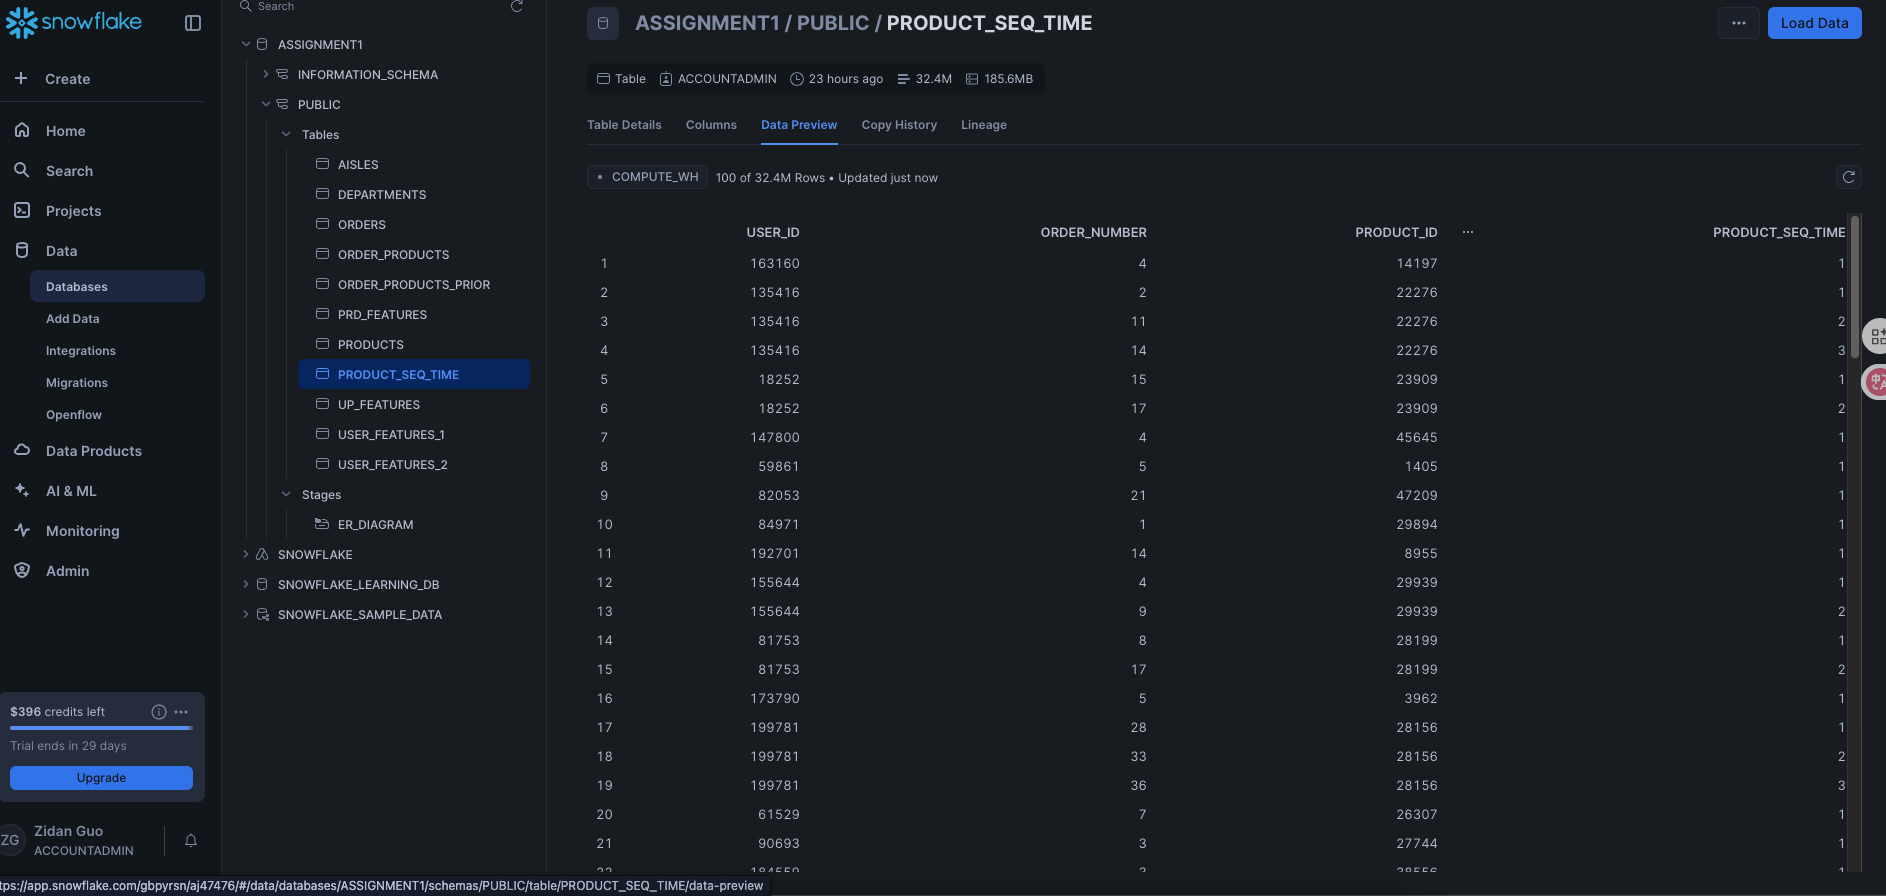 snowflake
Create
Home
Search
Projects
Data
Databases
Add Data
Integrations
Migrations
Openflow
Data Products
AI & ML
Monitoring
Admin
$396 credits left
Trial ends in 29 days
Upgrade
ZG
Zidan Guo
ACCOUNTADMIN
Search
ASSIGNMENT1
INFORMATION_SCHEMA
PUBLIC
Tables
AISLES
DEPARTMENTS
ORDERS
ORDER_PRODUCTS
ORDER_PRODUCTS_PRIOR
PRD_FEATURES
PRODUCTS
PRODUCT_SEQ_TIME
UP_FEATURES
USER_FEATURES_1
USER_FEATURES_2
Stages
ER_DIAGRAM
SNOWFLAKE
SNOWFLAKE_LEARNING_DB
SNOWFLAKE_SAMPLE_DATA
ASSIGNMENT1 / PUBLIC / PRODUCT_SEQ_TIME
... Load Data
Table ACCOUNTADMIN 23 hours ago 32.4M 185.6MB
Table Details Columns Data Preview Copy History Lineage
• COMPUTE_WH 100 of 32.4M Rows • Updated just now
USER_ID ORDER_NUMBER PRODUCT_ID ... PRODUCT_SEQ_TIME
1 163160 4 14197 1
2 135416 2 22276 1
3 135416 11 22276 2
4 135416 14 22276 3
5 18252 15 23909 1
6 18252 17 23909 2
7 147800 4 45645 1
8 59861 5 1405 1
9 82053 21 47209 1
10 84971 1 29894 1
11 192701 14 8955 1
12 155644 4 29939 1
13 155644 9 29939 2
14 81753 8 28199 1
15 81753 17 28199 2
16 173790 5 3962 1
17 199781 28 28156 1
18 199781 33 28156 2
19 199781 36 28156 3
20 61529 7 26307 1
21 90693 3 27744 1
tps://app.snowflake.com/gbpyrsn/aj47476/#/data/databases/ASSIGNMENT1/schemas/PUBLIC/table/PRODUCT_SEQ_TIME/data-preview